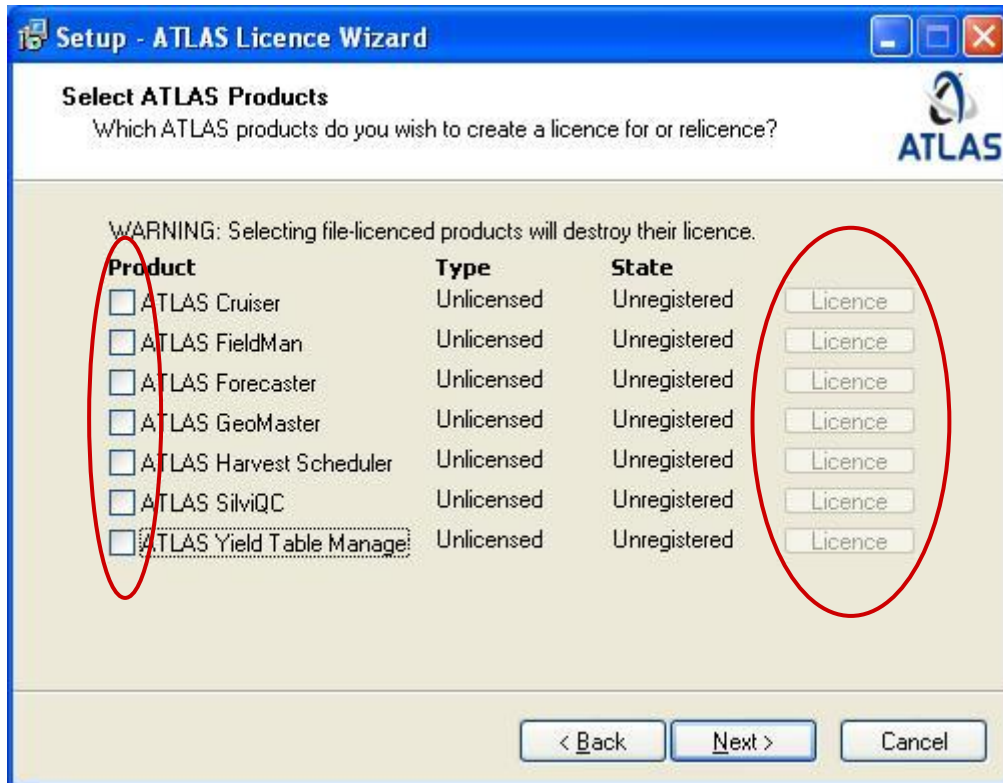 Setup - ATLAS Licence Wizard
Select ATLAS Products
Which ATLAS products do you wish to create a licence for or relicence?
ATLAS
WARNING: Selecting file-licenced products will destroy their licence.
Product Type State
ATLAS Cruiser Unlicensed Unregistered Licence
ATLAS FieldMan Unlicensed Unregistered Licence
ATLAS Forecaster Unlicensed Unregistered Licence
ATLAS GeoMaster Unlicensed Unregistered Licence
ATLAS Harvest Scheduler Unlicensed Unregistered Licence
ATLAS SilviQC Unlicensed Unregistered Licence
ATLAS Yield Table Manage Unlicensed Unregistered Licence
< Back Next > Cancel